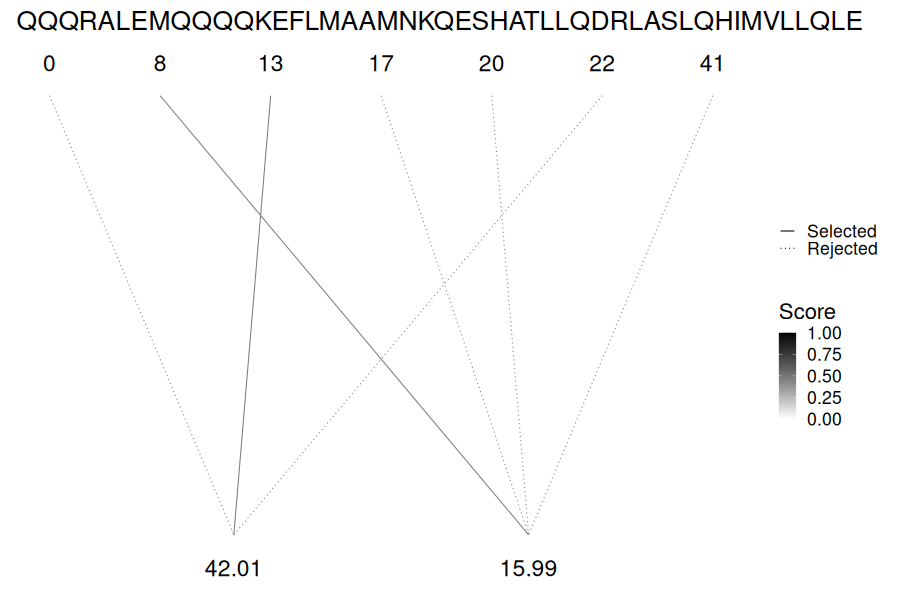 QQQRALEMQQQQKEFLMAAMNKQESHATLLQDRLASLQHIMVLLQLE
0 8 13 17 20 22 41
Selected
Rejected
Score
1.00
0.75
0.50
0.25
0.00
42.01 15.99